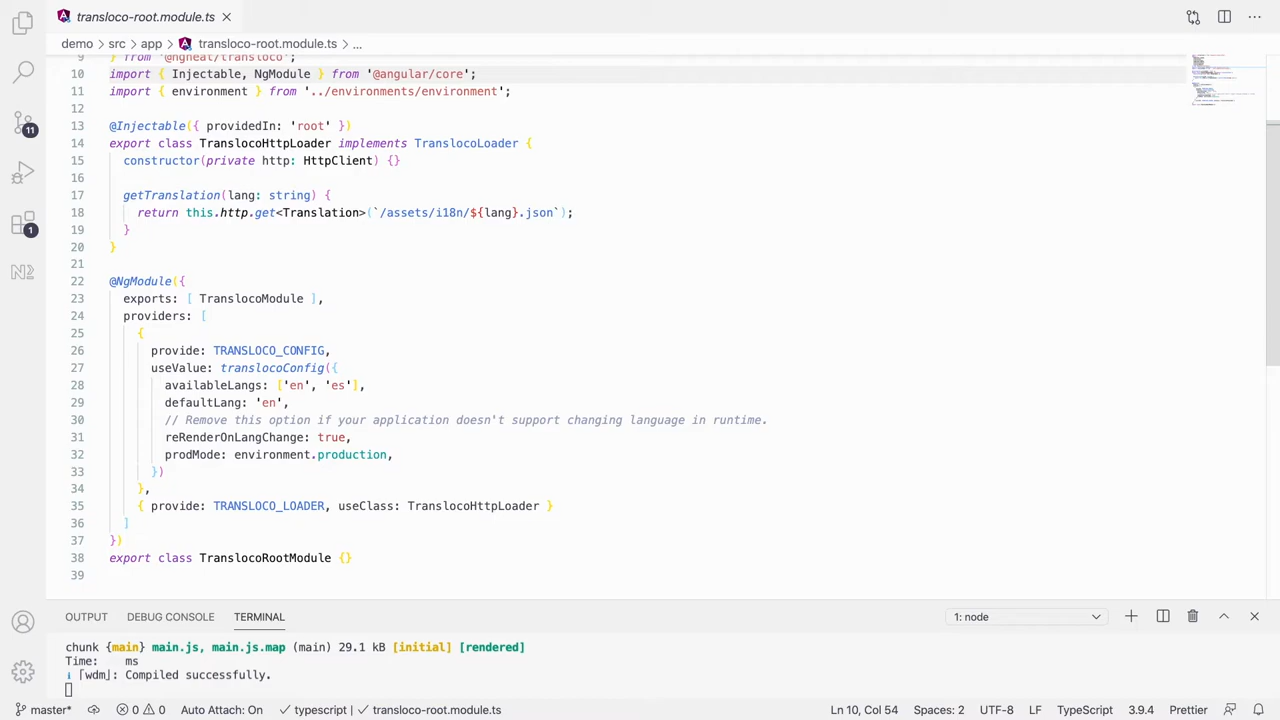 transloco-root.module.ts
demo > src > app > transloco-root.module.ts > ...
9 } from '@ngneat/transloco';
10 import { Injectable, NgModule } from '@angular/core';
11 import { environment } from '../environments/environment';
12
13 @Injectable({ providedIn: 'root' })
14 export class TranslocoHttpLoader implements TranslocoLoader {
15 constructor(private http: HttpClient) {}
16
17 getTranslation(lang: string) {
18 return this.http.get<Translation>(`/assets/i18n/${lang}.json`);
19 }
20 }
21
22 @NgModule({
23 exports: [ TranslocoModule ],
24 providers: [
25 {
26 provide: TRANSLOCO_CONFIG,
27 useValue: translocoConfig({
28 availableLangs: ['en', 'es'],
29 defaultLang: 'en',
30 // Remove this option if your application doesn't support changing language in runtime.
31 reRenderOnLangChange: true,
32 prodMode: environment.production,
33 })
34 },
35 { provide: TRANSLOCO_LOADER, useClass: TranslocoHttpLoader }
36 ]
37 })
38 export class TranslocoRootModule {}
39
11
1
OUTPUT DEBUG CONSOLE TERMINAL 1: node
chunk {main} main.js, main.js.map (main) 29.1 kB [initial] [rendered]
Time: ms
ℹ 「wdm」: Compiled successfully.
master* 0 0 Auto Attach: On ✓ typescript | ✓ transloco-root.module.ts Ln 10, Col 54 Spaces: 2 UTF-8 LF TypeScript 3.9.4 Prettier